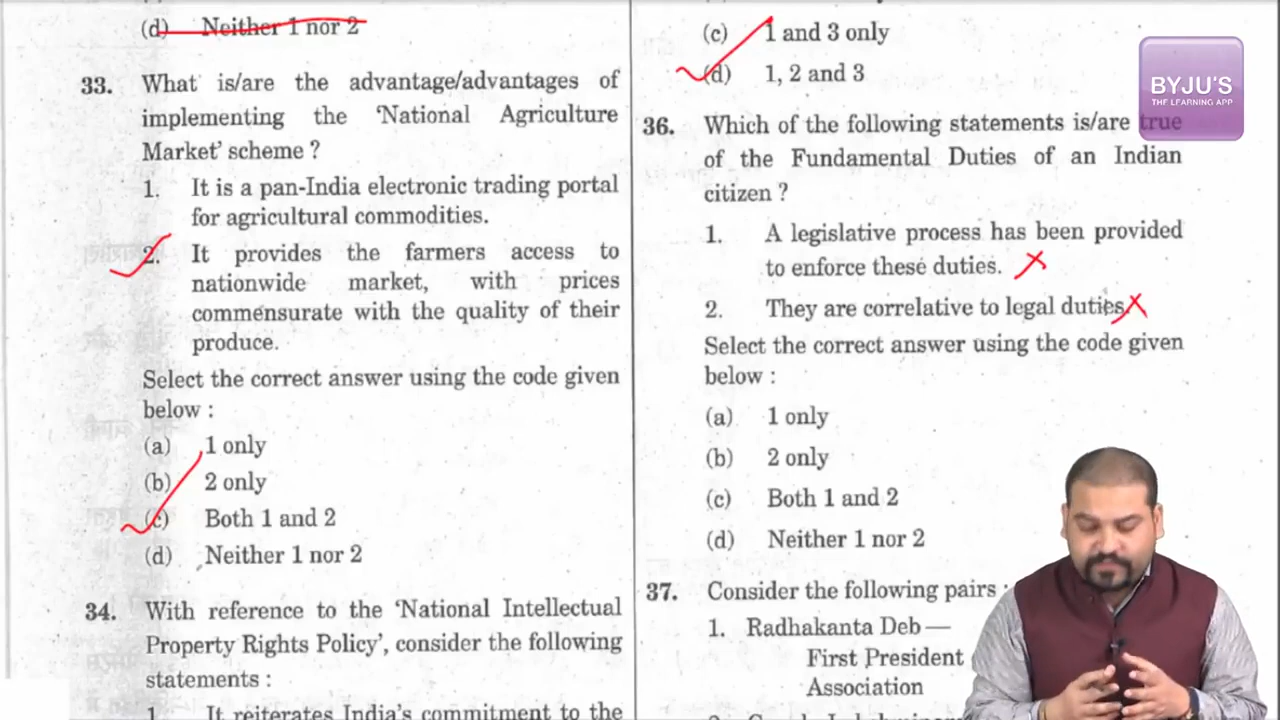 (d) Neither 1 nor 2
33. What is/are the advantage/advantages of
implementing the 'National Agriculture
Market' scheme ?
1. It is a pan-India electronic trading portal
for agricultural commodities.
2. It provides the farmers access to
nationwide market, with prices
commensurate with the quality of their
produce.
Select the correct answer using the code given
below :
(a) 1 only
(b) 2 only
(c) Both 1 and 2
(d) Neither 1 nor 2
34. With reference to the 'National Intellectual
Property Rights Policy', consider the following
statements :
1. It reiterates India's commitment to the
(c) 1 and 3 only
(d) 1, 2 and 3
36. Which of the following statements is/are true
of the Fundamental Duties of an Indian
citizen ?
1. A legislative process has been provided
to enforce these duties.
2. They are correlative to legal duties
Select the correct answer using the code given
below :
(a) 1 only
(b) 2 only
(c) Both 1 and 2
(d) Neither 1 nor 2
37. Consider the following pairs :
1. Radhakanta Deb —
First President
Association
BYJU'S
THE LEARNING APP